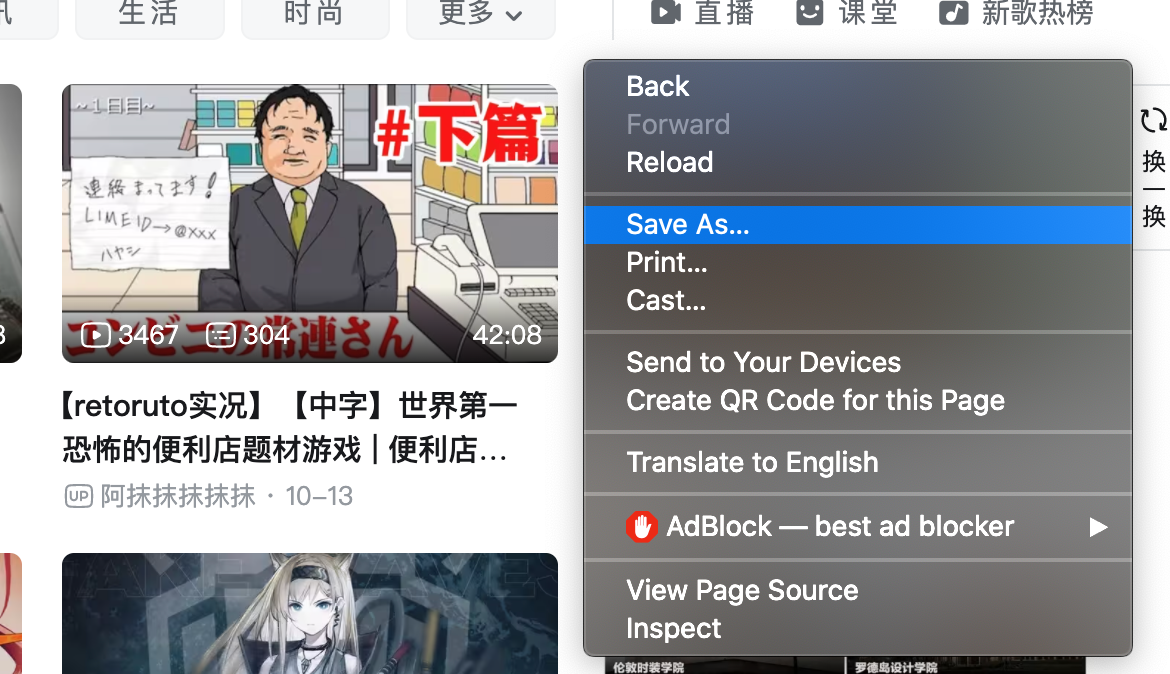 生活
时尚
更多
直播
课堂
新歌热榜
~1日目~
#下篇
連絡まってます!
LIMEID→@xxx
ハヤシ
コンビニの常連さん
3467
304
42:08
【retoruto实况】【中字】世界第一
恐怖的便利店题材游戏 | 便利店...
UP 阿抹抹抹抹抹 · 10-13
Back
Forward
Reload
Save As...
Print...
Cast...
Send to Your Devices
Create QR Code for this Page
Translate to English
AdBlock — best ad blocker
View Page Source
Inspect
换
一
换
伦敦时装学院
罗德岛设计学院